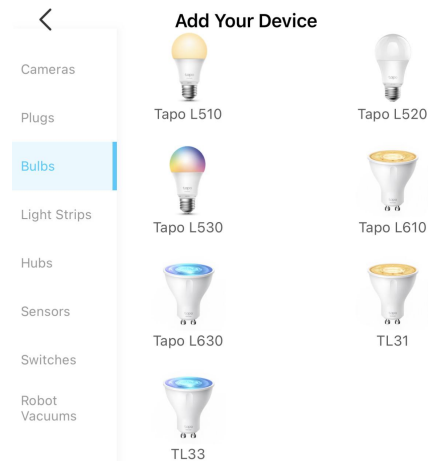 Add Your Device
Cameras
Plugs
Bulbs
Light Strips
Hubs
Sensors
Switches
Robot
Vacuums
Tapo L510
Tapo L520
Tapo L530
Tapo L610
Tapo L630
TL31
TL33